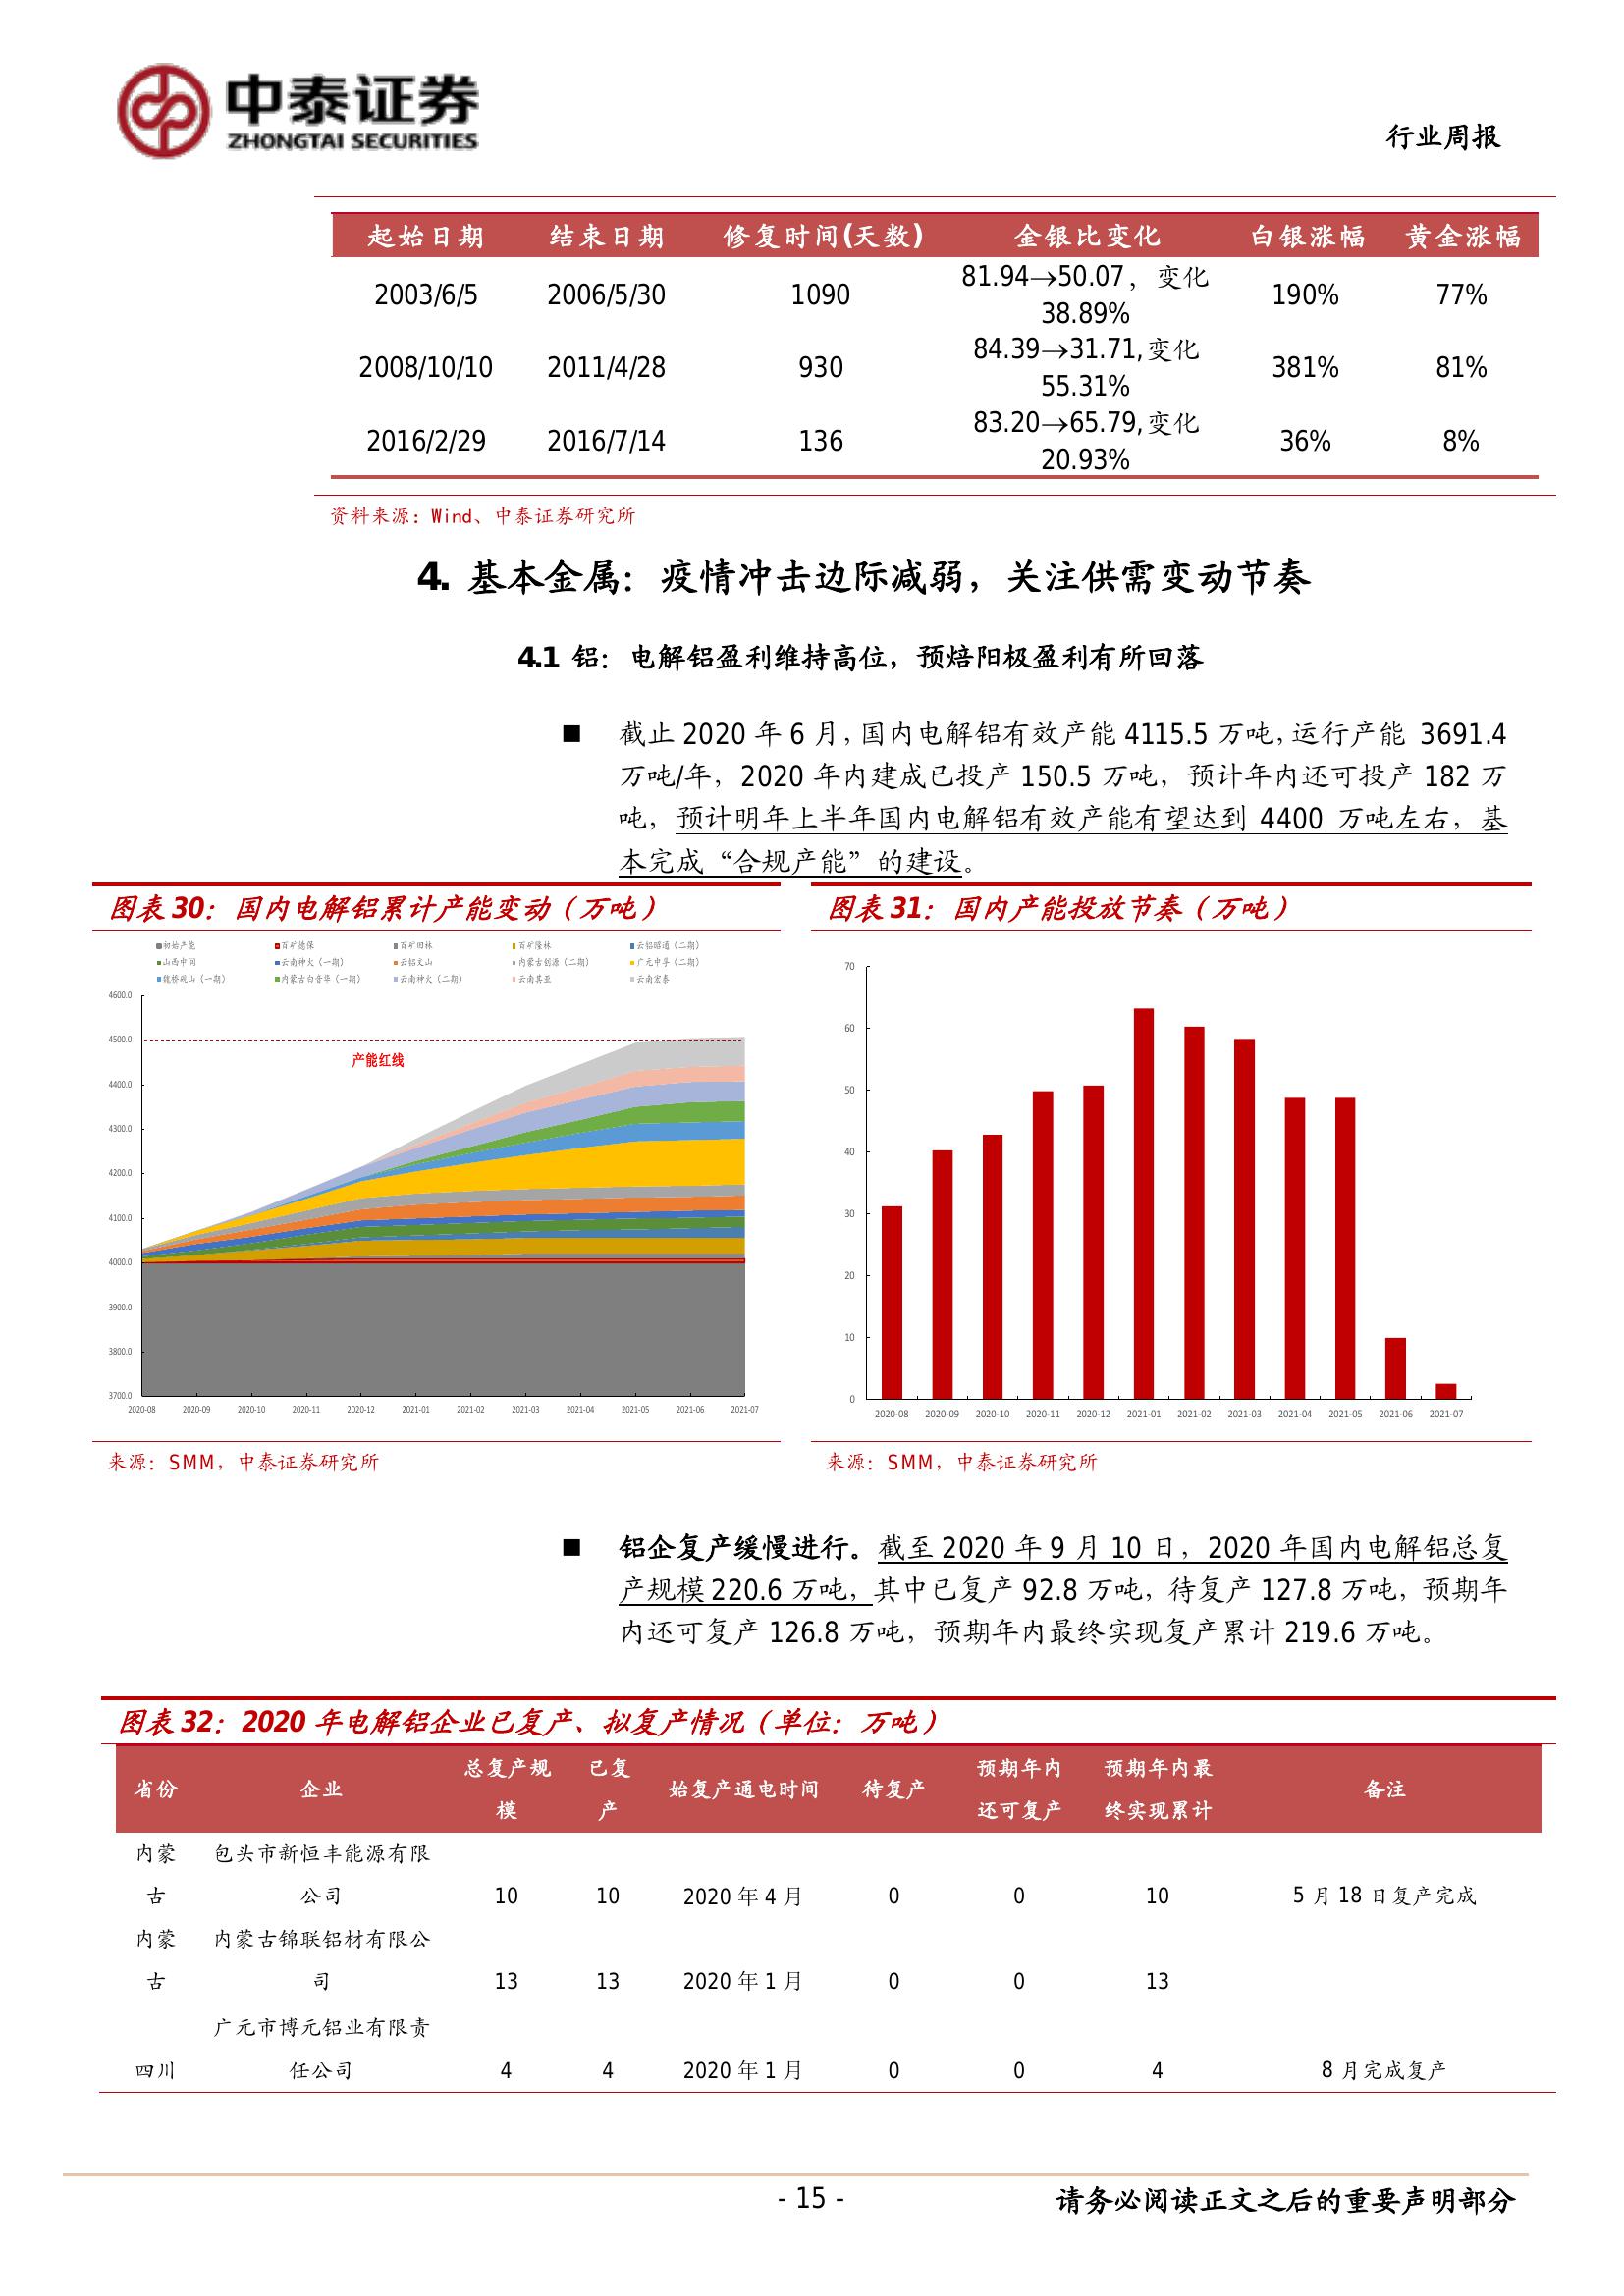 中泰证券
ZHONGTAI SECURITIES
行业周报
起始日期 结束日期 修复时间(天数) 金银比变化 白银涨幅 黄金涨幅
2003/6/5 2006/5/30 1090 81.94→50.07，变化38.89% 190% 77%
2008/10/10 2011/4/28 930 84.39→31.71,变化55.31% 381% 81%
2016/2/29 2016/7/14 136 83.20→65.79,变化20.93% 36% 8%
资料来源：Wind、中泰证券研究所
4. 基本金属：疫情冲击边际减弱，关注供需变动节奏
4.1 铝：电解铝盈利维持高位，预焙阳极盈利有所回落
■ 截止 2020 年 6 月，国内电解铝有效产能 4115.5 万吨，运行产能 3691.4
万吨/年，2020 年内建成已投产 150.5 万吨，预计年内还可投产 182 万
吨，预计明年上半年国内电解铝有效产能有望达到 4400 万吨左右，基
本完成“合规产能”的建设。
图表 30：国内电解铝累计产能变动（万吨）
初始产能 百矿德保 百矿田林 百矿隆林 云铝昭通（二期）
山西中润 云南神火（一期） 云铝文山 内蒙古创源（二期） 广元中孚（二期）
魏桥砚山（一期） 内蒙古白音华（一期） 云南神火（二期） 云南其亚 云南宏泰
4600.0
4500.0
产能红线
4400.0
4300.0
4200.0
4100.0
4000.0
3900.0
3800.0
3700.0
2020-08 2020-09 2020-10 2020-11 2020-12 2021-01 2021-02 2021-03 2021-04 2021-05 2021-06 2021-07
来源：SMM，中泰证券研究所
图表 31：国内产能投放节奏（万吨）
70
60
50
40
30
20
10
0
2020-08 2020-09 2020-10 2020-11 2020-12 2021-01 2021-02 2021-03 2021-04 2021-05 2021-06 2021-07
来源：SMM，中泰证券研究所
■ 铝企复产缓慢进行。截至 2020 年 9 月 10 日，2020 年国内电解铝总复
产规模 220.6 万吨，其中已复产 92.8 万吨，待复产 127.8 万吨，预期年
内还可复产 126.8 万吨，预期年内最终实现复产累计 219.6 万吨。
图表 32：2020 年电解铝企业已复产、拟复产情况（单位：万吨）
省份 企业 总复产规模 已复产 始复产通电时间 待复产 预期年内还可复产 预期年内最终实现累计 备注
内蒙古 包头市新恒丰能源有限公司 10 10 2020 年 4 月 0 0 10 5 月 18 日复产完成
内蒙古 内蒙古锦联铝材有限公司 13 13 2020 年 1 月 0 0 13
四川 广元市博元铝业有限责任公司 4 4 2020 年 1 月 0 0 4 8 月完成复产
- 15 -
请务必阅读正文之后的重要声明部分